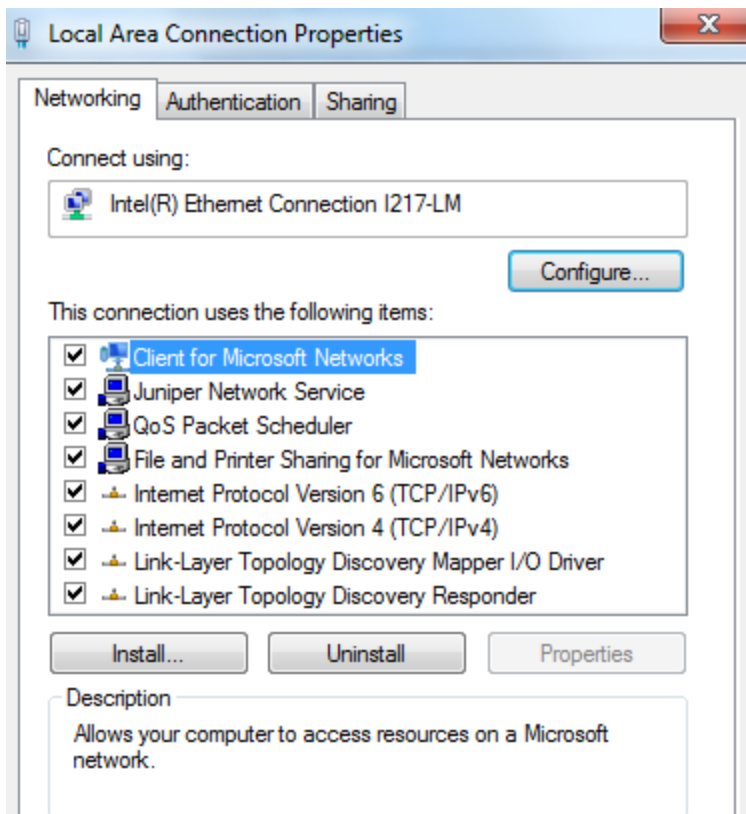 Local Area Connection Properties
Networking Authentication Sharing
Connect using:
Intel(R) Ethernet Connection I217-LM
Configure...
This connection uses the following items:
Client for Microsoft Networks
Juniper Network Service
QoS Packet Scheduler
File and Printer Sharing for Microsoft Networks
Internet Protocol Version 6 (TCP/IPv6)
Internet Protocol Version 4 (TCP/IPv4)
Link-Layer Topology Discovery Mapper I/O Driver
Link-Layer Topology Discovery Responder
Install... Uninstall Properties
Description
Allows your computer to access resources on a Microsoft
network.